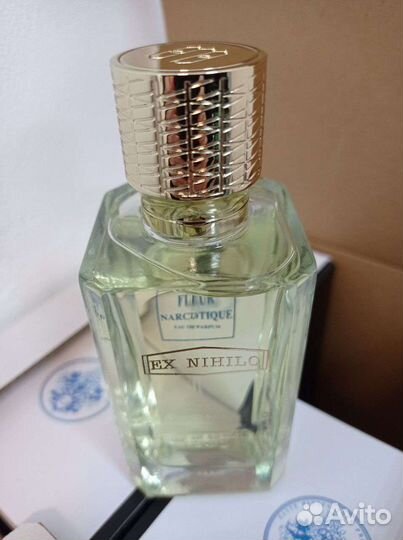 FLEUR
NARCOTIQUE
EAU DE PARFUM
EX NIHILO
Avito